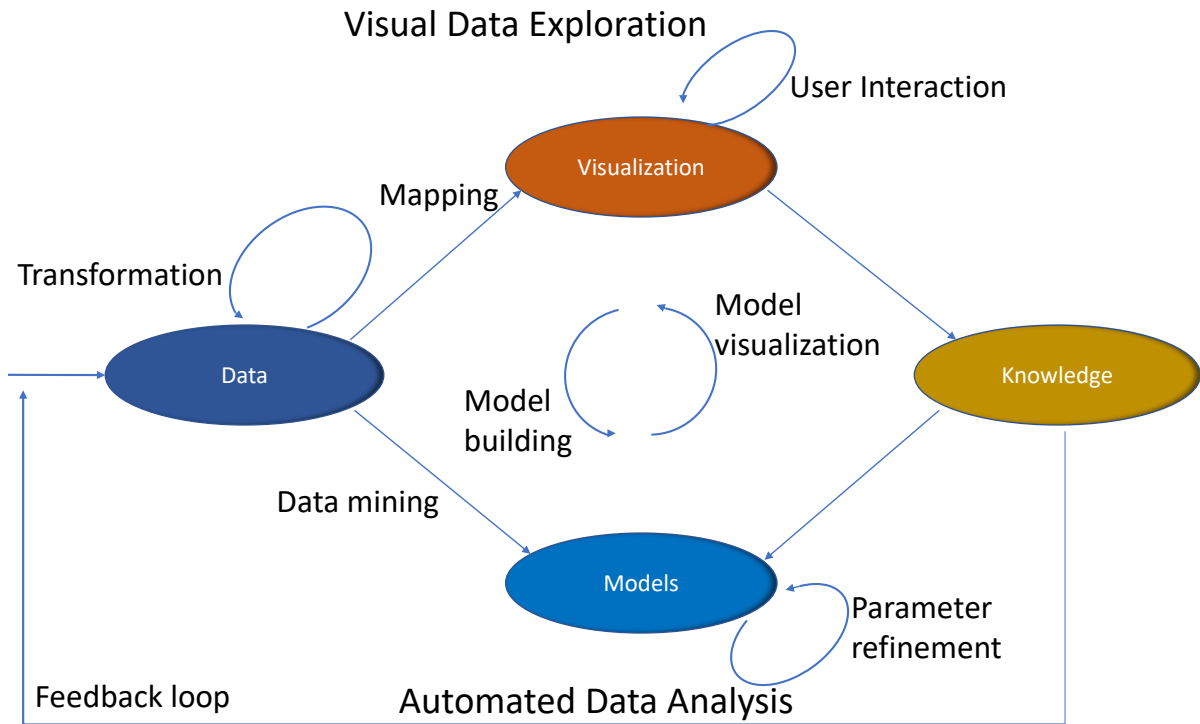 Visual Data Exploration
User Interaction
Visualization
Mapping
Transformation
Model
visualization
Data
Knowledge
Model
building
Data mining
Models
Parameter
refinement
Feedback loop
Automated Data Analysis